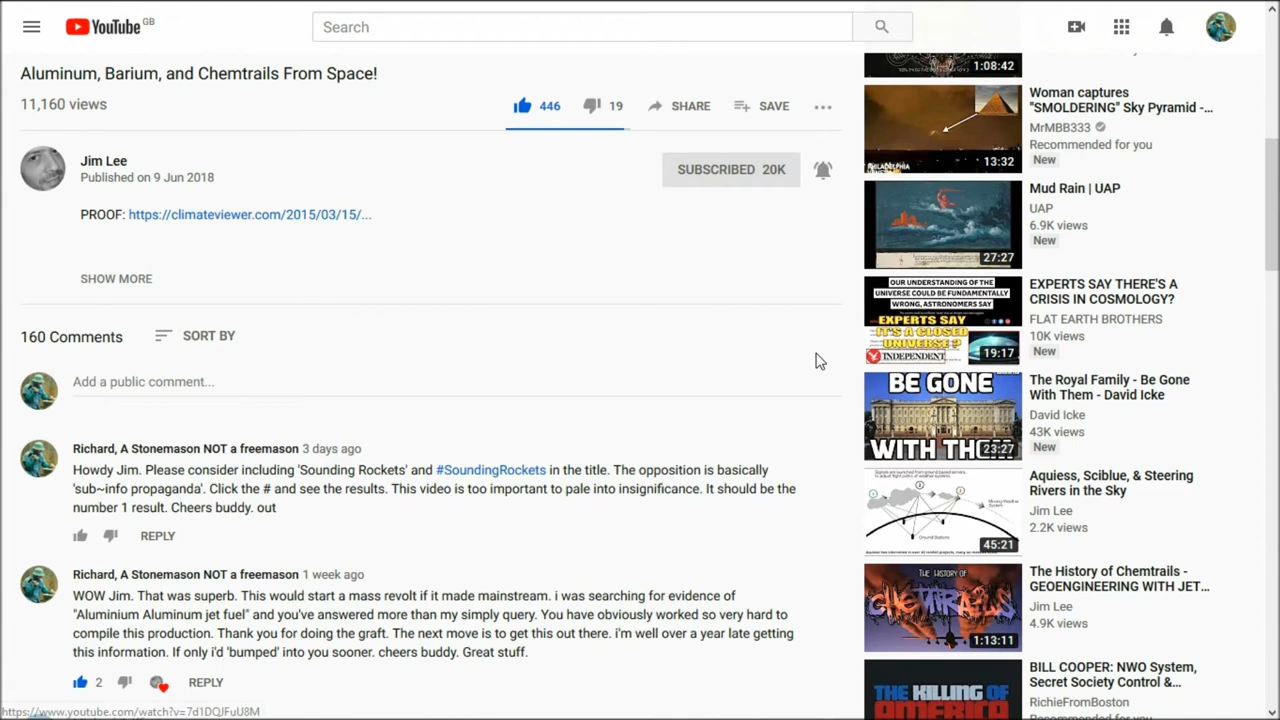 YouTube GB
Search
Aluminum, Barium, and Chemtrails From Space!
11,160 views
446
19
SHARE
SAVE
Jim Lee
Published on 9 Jun 2018
SUBSCRIBED 20K
PROOF: https://climateviewer.com/2015/03/15/...
SHOW MORE
160 Comments
SORT BY
Add a public comment...
Richard, A Stonemason NOT a freemason 3 days ago
Howdy Jim. Please consider including 'Sounding Rockets' and #SoundingRockets in the title. The opposition is basically
'sub~info propaganda'. Click the # and see the results. This video is too important to pale into insignificance. It should be the
number 1 result. Cheers buddy. out
REPLY
Richard, A Stonemason NOT a freemason 1 week ago
WOW Jim. That was superb. This would start a mass revolt if it made mainstream. i was searching for evidence of
"Aluminium Alumunum jet fuel" and you've answered more than my simply query. You have obviously worked so very hard to
compile this production. Thank you for doing the graft. The next move is to get this out there. i'm well over a year late getting
this information. If only i'd 'bumped' into you sooner. cheers buddy. Great stuff.
2
REPLY
https://www.youtube.com/watch?v=7d1DQJFuU8M
1:08:42
PHILADELPHIA
13:32
Woman captures
"SMOLDERING" Sky Pyramid -...
MrMBB333
Recommended for you
New
27:27
Mud Rain | UAP
UAP
6.9K views
New
OUR UNDERSTANDING OF THE
UNIVERSE COULD BE FUNDAMENTALLY
WRONG, ASTRONOMERS SAY
EXPERTS SAY
IT'S A CLOSED
UNIVERSE?
INDEPENDENT
19:17
EXPERTS SAY THERE'S A
CRISIS IN COSMOLOGY?
FLAT EARTH BROTHERS
10K views
New
BE GONE
WITH THEM
23:27
The Royal Family - Be Gone
With Them - David Icke
David Icke
43K views
New
Ground Stations
45:21
Aquiess, Sciblue, & Steering
Rivers in the Sky
Jim Lee
2.2K views
THE HISTORY OF
CHEMTRAILS
1:13:11
The History of Chemtrails -
GEOENGINEERING WITH JET...
Jim Lee
4.9K views
THE KILLING OF
AMERICA
BILL COOPER: NWO System,
Secret Society Control &...
RichieFromBoston
Recommended for you